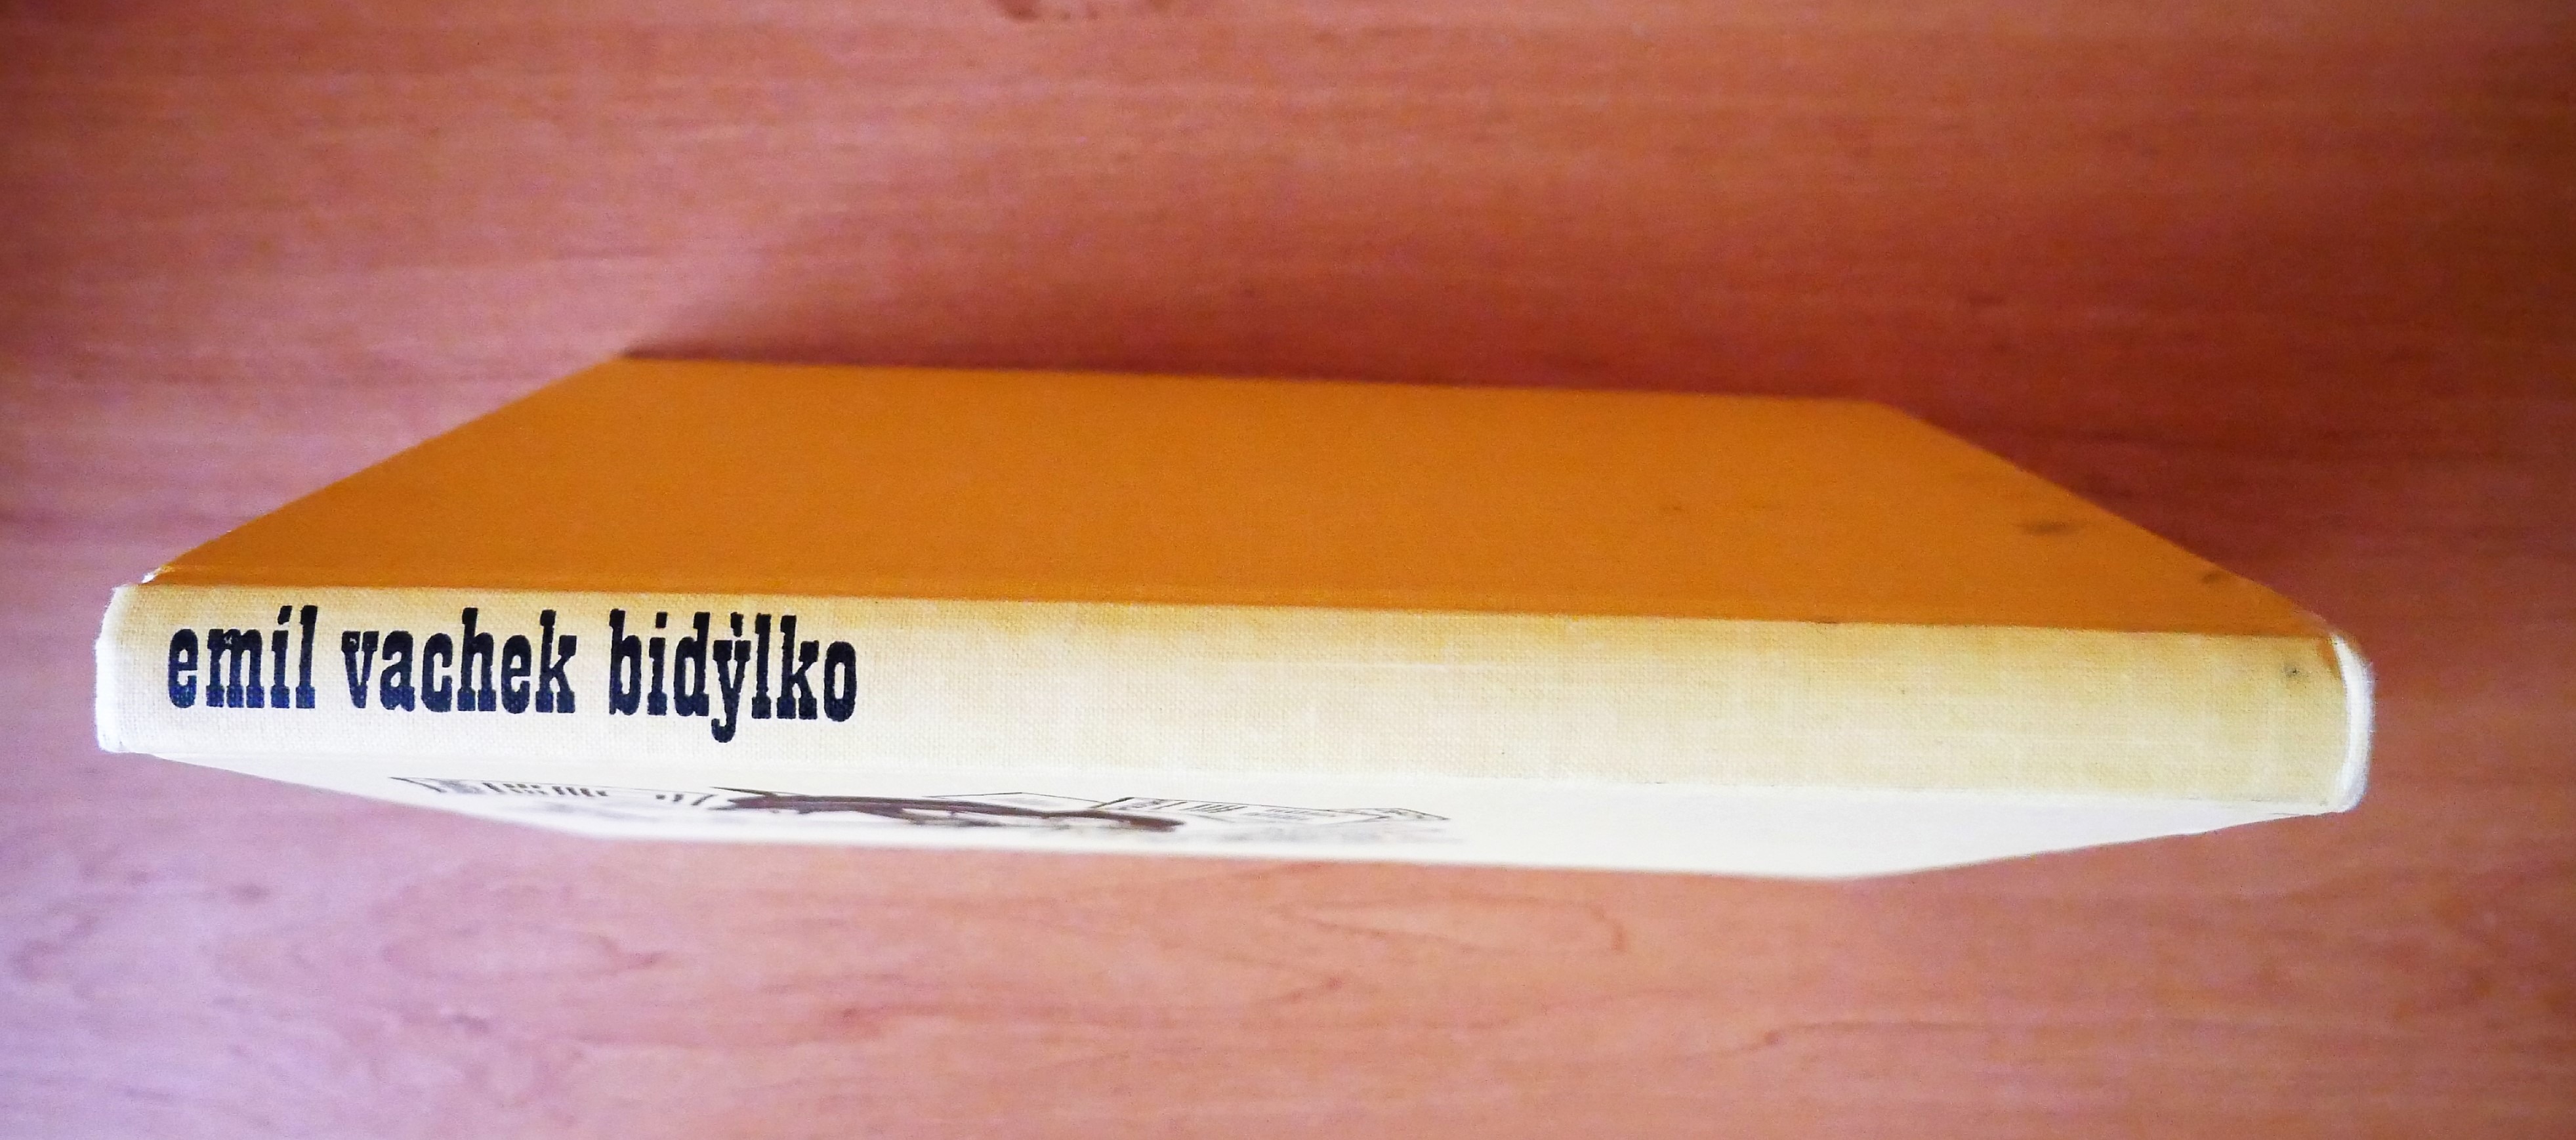 emil vachek bidýlko